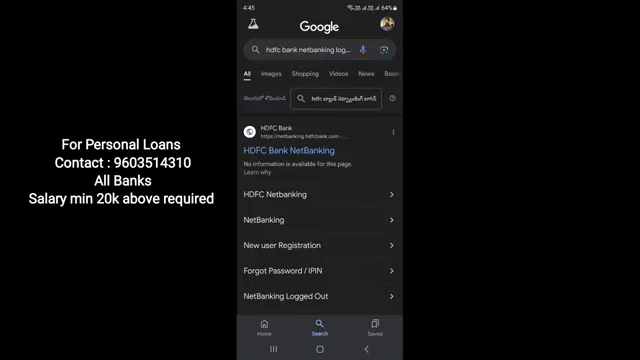 For Personal Loans
Contact : 9603514310
All Banks
Salary min 20k above required
4:45
64%
Google
hdfc bank netbanking log...
All Images Shopping Videos News Book
తెలుగులో శోధించండి
hdfc బ్యాంక్ నెట్బ్యాంకింగ్ లాగిన్
HDFC Bank
https://netbanking.hdfcbank.com › ...
HDFC Bank NetBanking
No information is available for this page.
Learn why
HDFC Netbanking
NetBanking
New user Registration
Forgot Password / IPIN
NetBanking Logged Out
Home Search Saved